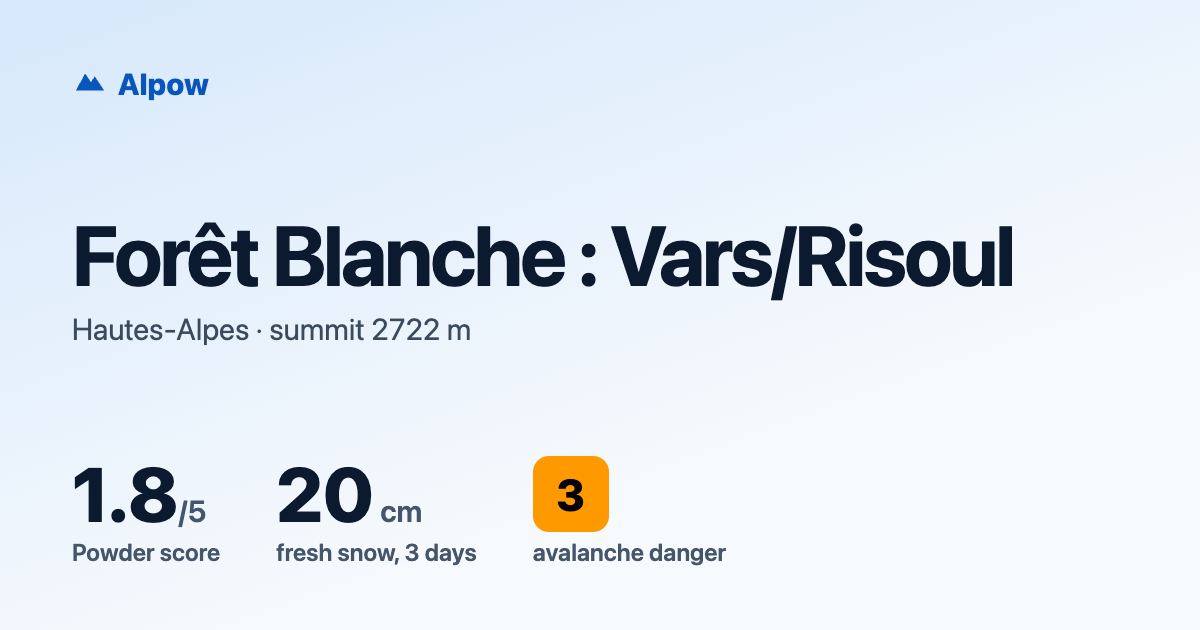 Alpow
Forêt Blanche : Vars/Risoul
Hautes-Alpes · summit 2722 m
1.8/5 20 cm 3
Powder score fresh snow, 3 days avalanche danger